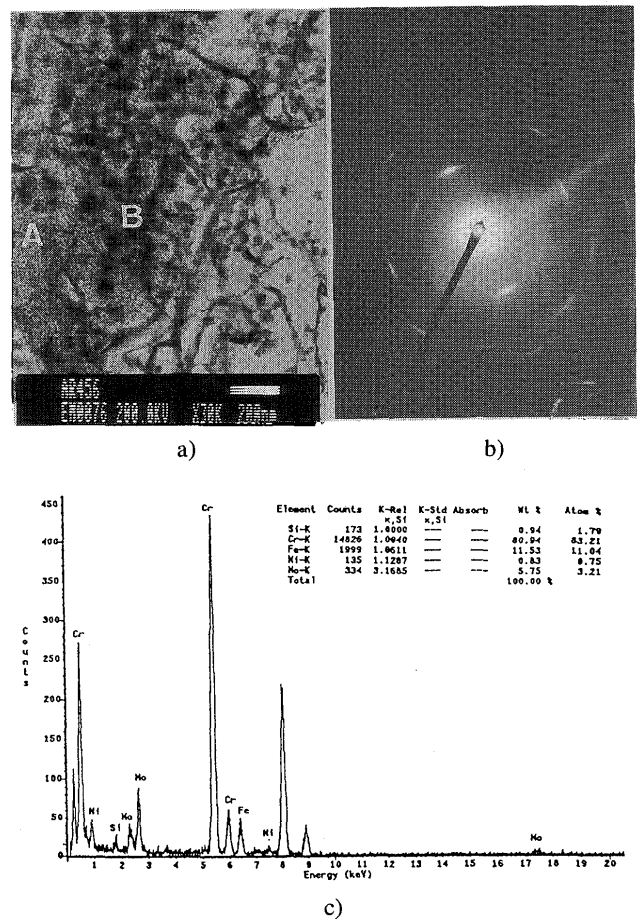 A
B
AR456
200.0KV X30K 200nm
a)
b)
Element Counts K-Rel K-Std Absorb Wt % Atom %
x,Si x,Si
Si-K 173 1.0000 — — 0.94 1.79
Cr-K 14826 1.0040 — — 80.94 83.21
Fe-K 1999 1.0611 — — 11.53 11.04
Ni-K 135 1.1287 — — 0.83 0.75
Mo-K 334 3.1685 — — 5.75 3.21
Total 100.00 %
450
400
300
250
200
150
100
50
0
Counts
Cr
Cr
Ni
Si
Mo
Mo
Cr
Fe
Ni
Mo
1 2 3 4 5 6 7 8 9 10 11 12 13 14 15 16 17 18 19 20
Energy (keV)
c)